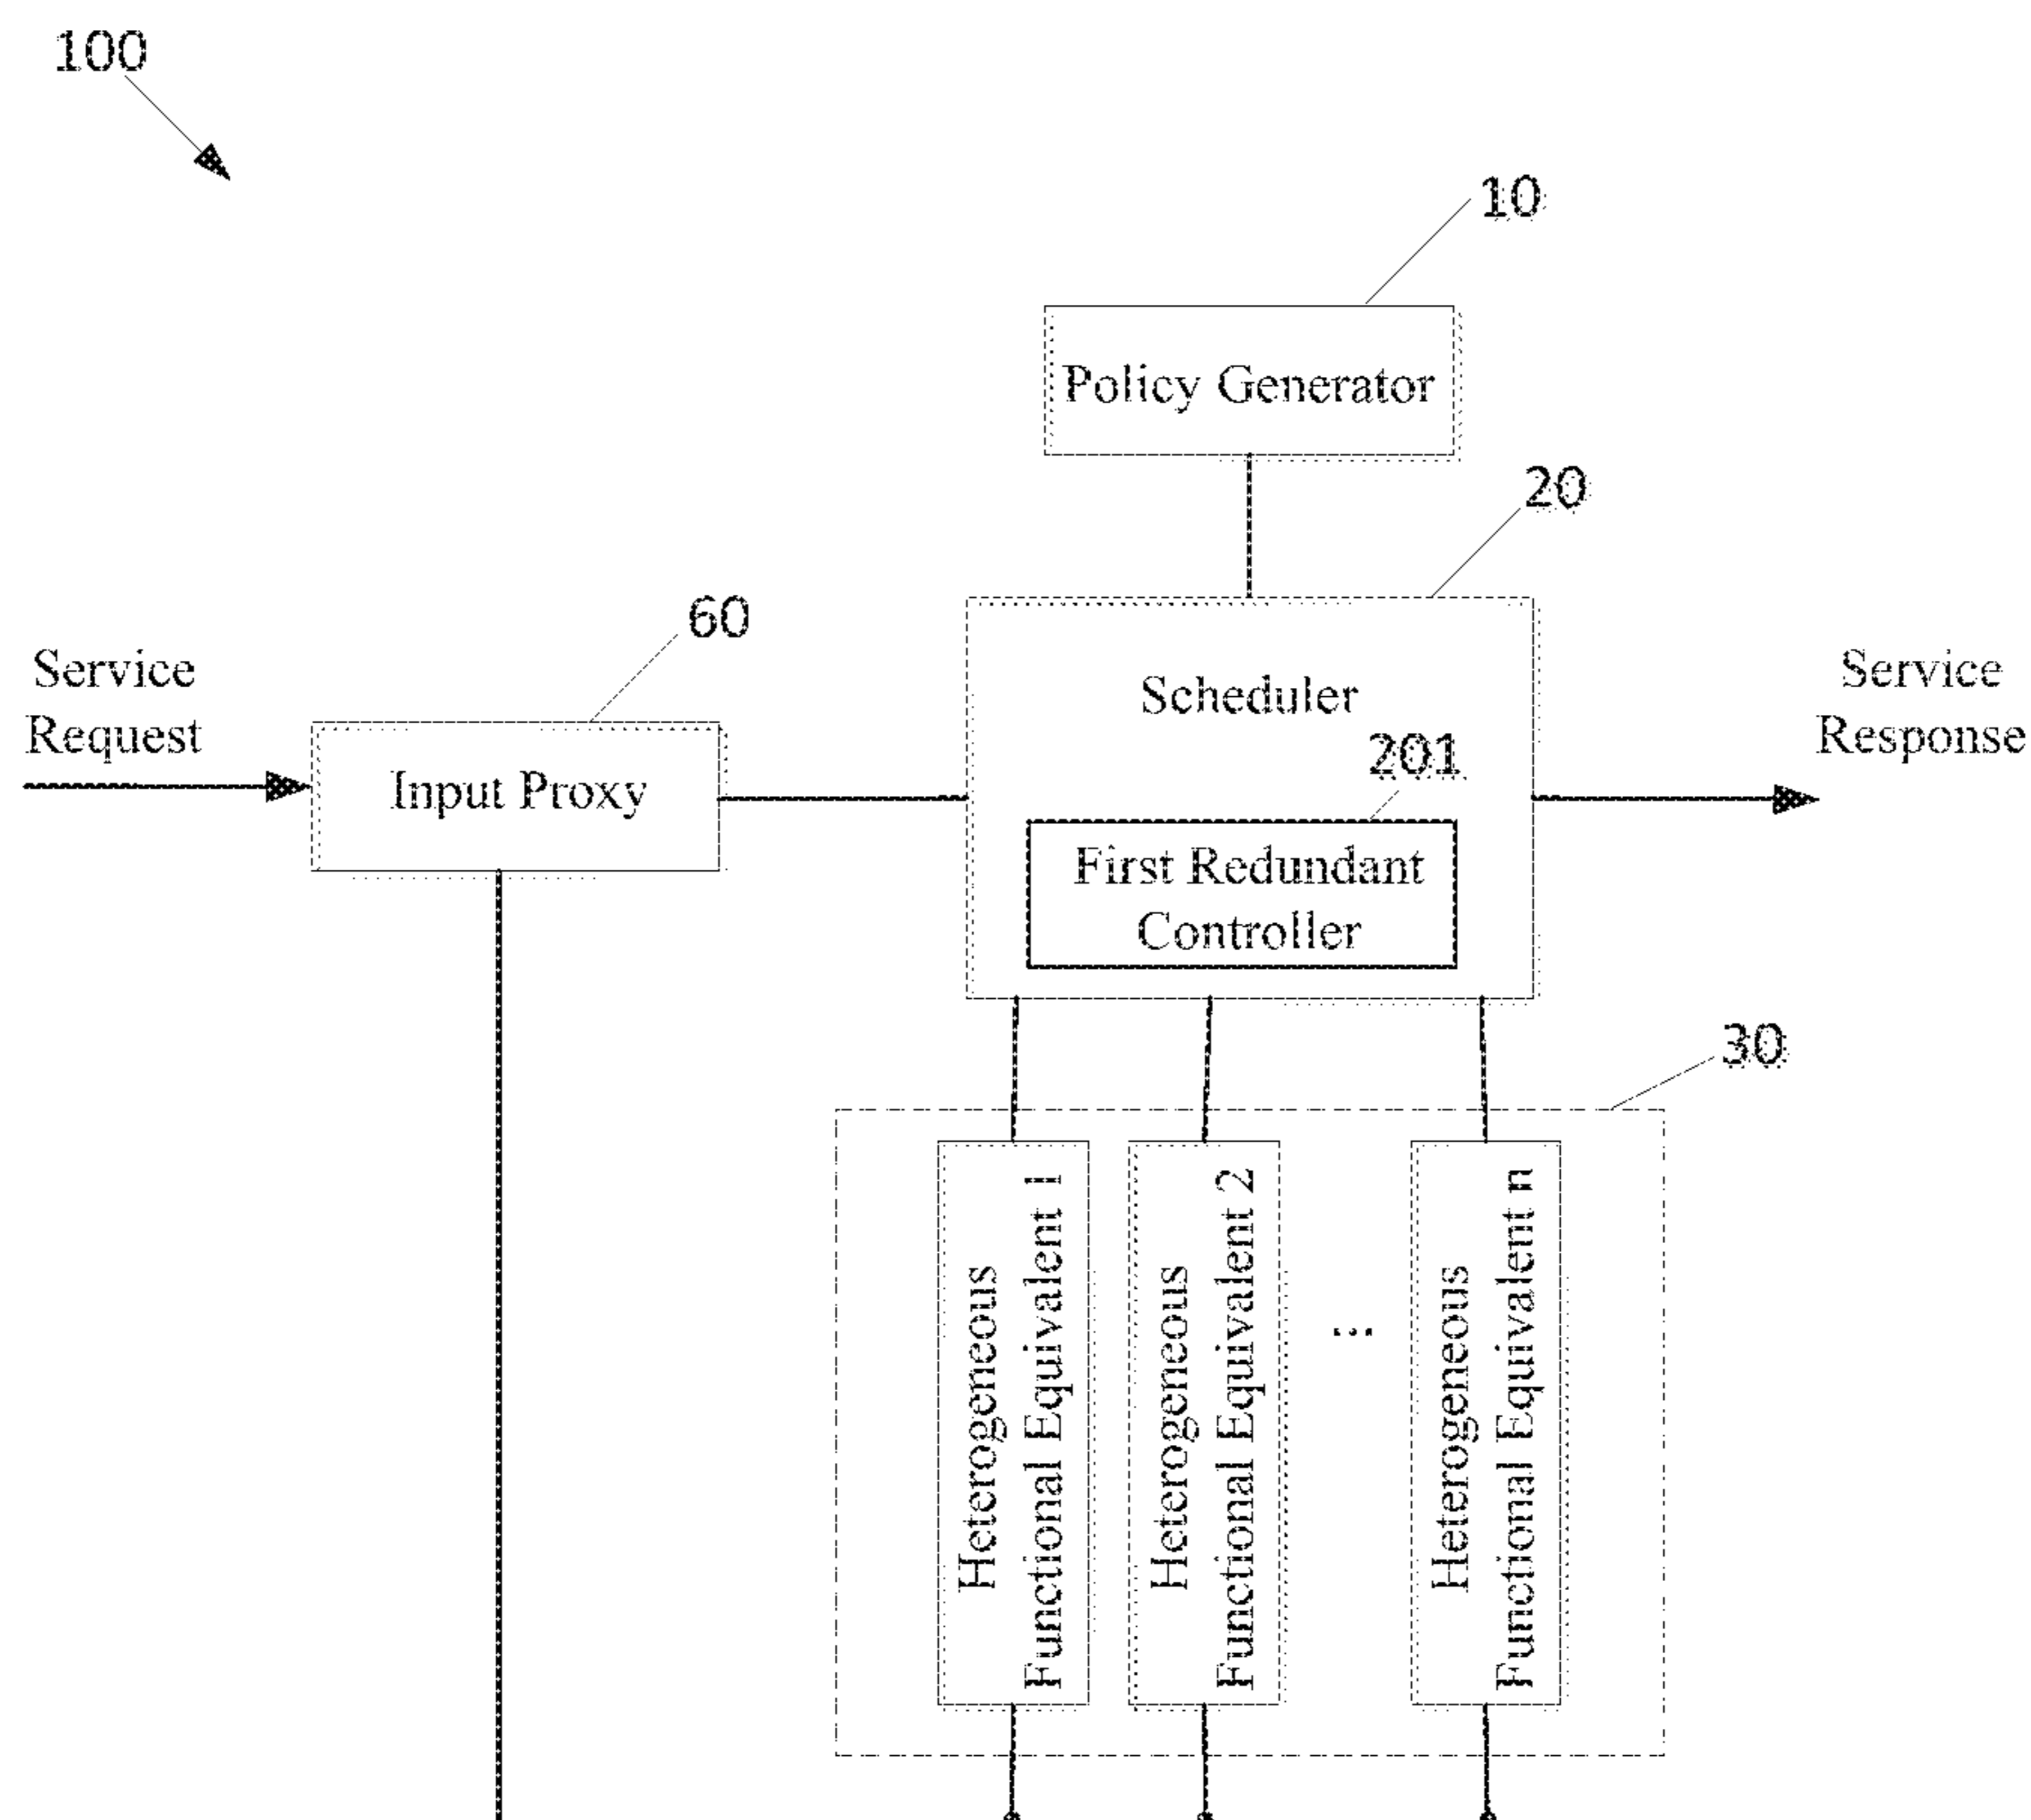 100
10
Policy Generator
20
60
Service
Request
Input Proxy
Scheduler
201
First Redundant
Controller
Service
Response
30
Heterogeneous
Functional Equivalent 1
Heterogeneous
Functional Equivalent 2
...
Heterogeneous
Functional Equivalent n